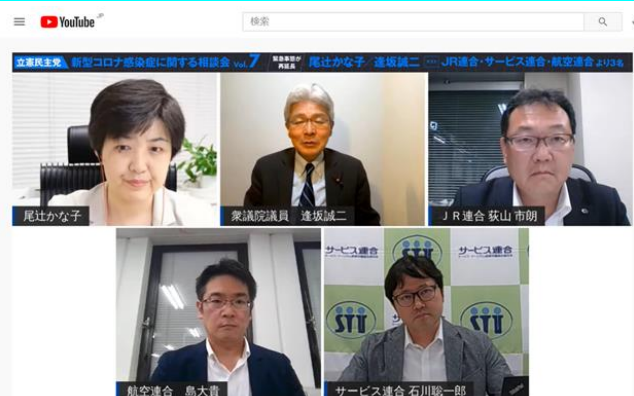 YouTube JP
検索
立憲民主党 新型コロナ感染症に関する相談会 vol.7 緊急事態が再延長 尾辻かな子／逢坂誠二 JR連合・サービス連合・航空連合より3名
尾辻かな子
衆議院議員 逢坂誠二
JR連合 荻山 市朗
サービス連合
サービス連合
STU
STU
STU
航空連合 島大貴
サービス連合 石川聡一郎